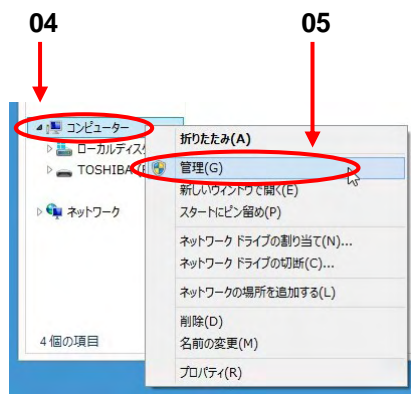 04 05
コンピューター
ローカルディス
TOSHIBA (
ネットワーク
4 個の項目
折りたたみ(A)
管理(G)
新しいウィンドウで開く(E)
スタートにピン留め(P)
ネットワーク ドライブの割り当て(N)...
ネットワーク ドライブの切断(C)...
ネットワークの場所を追加する(L)
削除(D)
名前の変更(M)
プロパティ(R)